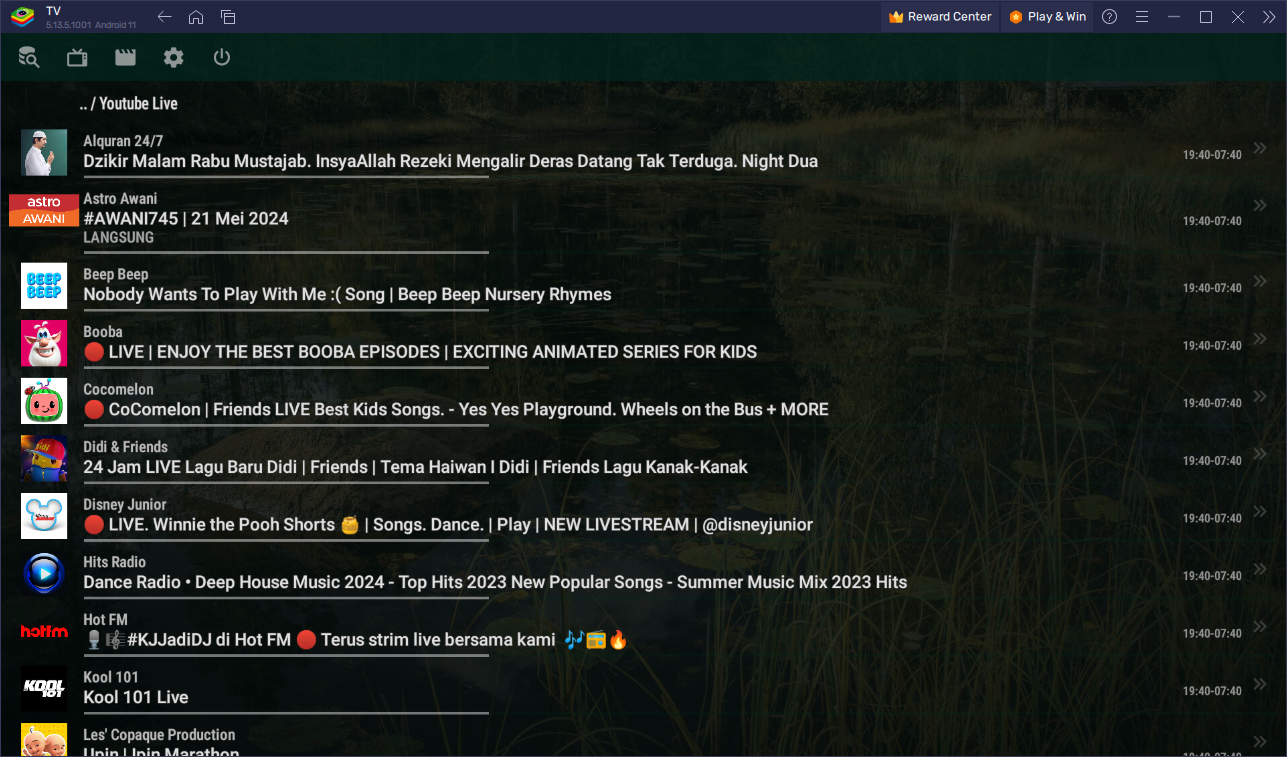 TV
5.13.5.1001 Android 11
Reward Center
Play & Win
.. / Youtube Live
Alquran 24/7
Dzikir Malam Rabu Mustajab. InsyaAllah Rezeki Mengalir Deras Datang Tak Terduga. Night Dua
19:40-07:40
astro
AWANI
Astro Awani
#AWANI745 | 21 Mei 2024
LANGSUNG
19:40-07:40
BEEP
BEEP
Beep Beep
Nobody Wants To Play With Me :( Song | Beep Beep Nursery Rhymes
19:40-07:40
Booba
🔴 LIVE | ENJOY THE BEST BOOBA EPISODES | EXCITING ANIMATED SERIES FOR KIDS
19:40-07:40
Cocomelon
🔴 CoComelon | Friends LIVE Best Kids Songs. - Yes Yes Playground. Wheels on the Bus + MORE
19:40-07:40
Didi & Friends
24 Jam LIVE Lagu Baru Didi | Friends | Tema Haiwan I Didi | Friends Lagu Kanak-Kanak
19:40-07:40
Disney Junior
🔴 LIVE. Winnie the Pooh Shorts 🍯 | Songs. Dance. | Play | NEW LIVESTREAM | @disneyjunior
19:40-07:40
Hits Radio
Dance Radio • Deep House Music 2024 - Top Hits 2023 New Popular Songs - Summer Music Mix 2023 Hits
19:40-07:40
hotfm
Hot FM
🎙️🎼#KJJadiDJ di Hot FM 🔴 Terus strim live bersama kami 🎶📻🔥
19:40-07:40
KOOL
101
Kool 101
Kool 101 Live
19:40-07:40
Les' Copaque Production
Upin | Ipin Marathon
19:40-07:40